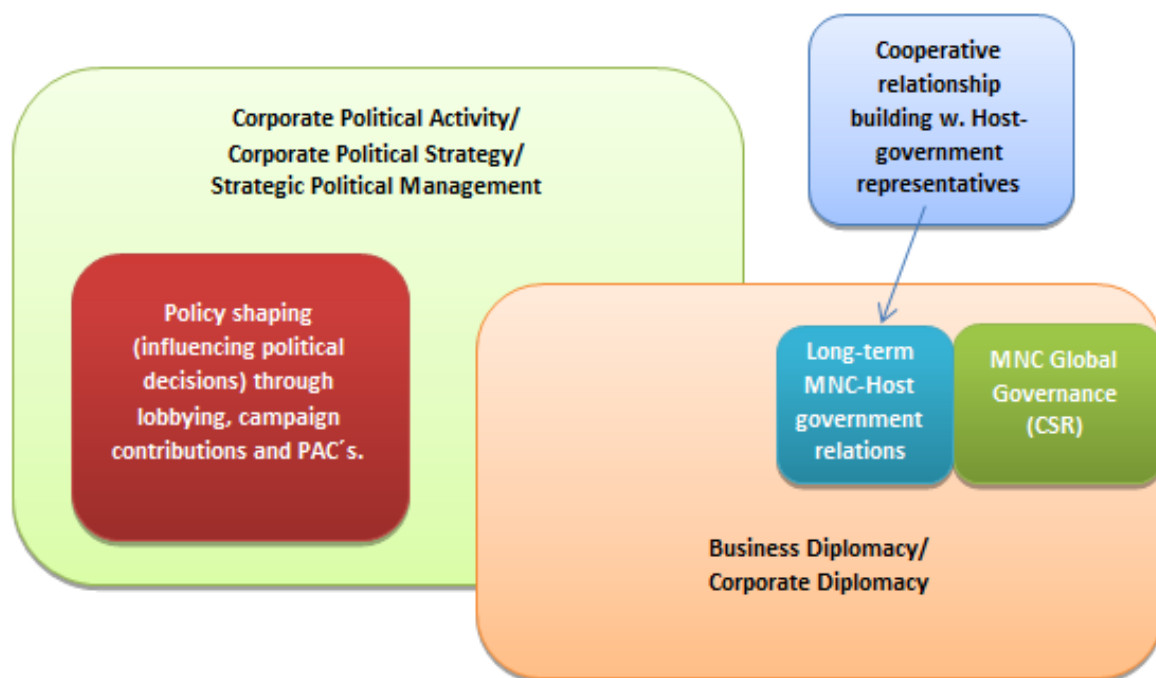 Corporate Political Activity/
Corporate Political Strategy/
Strategic Political Management
Cooperative
relationship
building w. Host-
government
representatives
Policy shaping
(influencing political
decisions) through
lobbying, campaign
contributions and PAC´s.
Long-term
MNC-Host
government
relations
MNC Global
Governance
(CSR)
Business Diplomacy/
Corporate Diplomacy